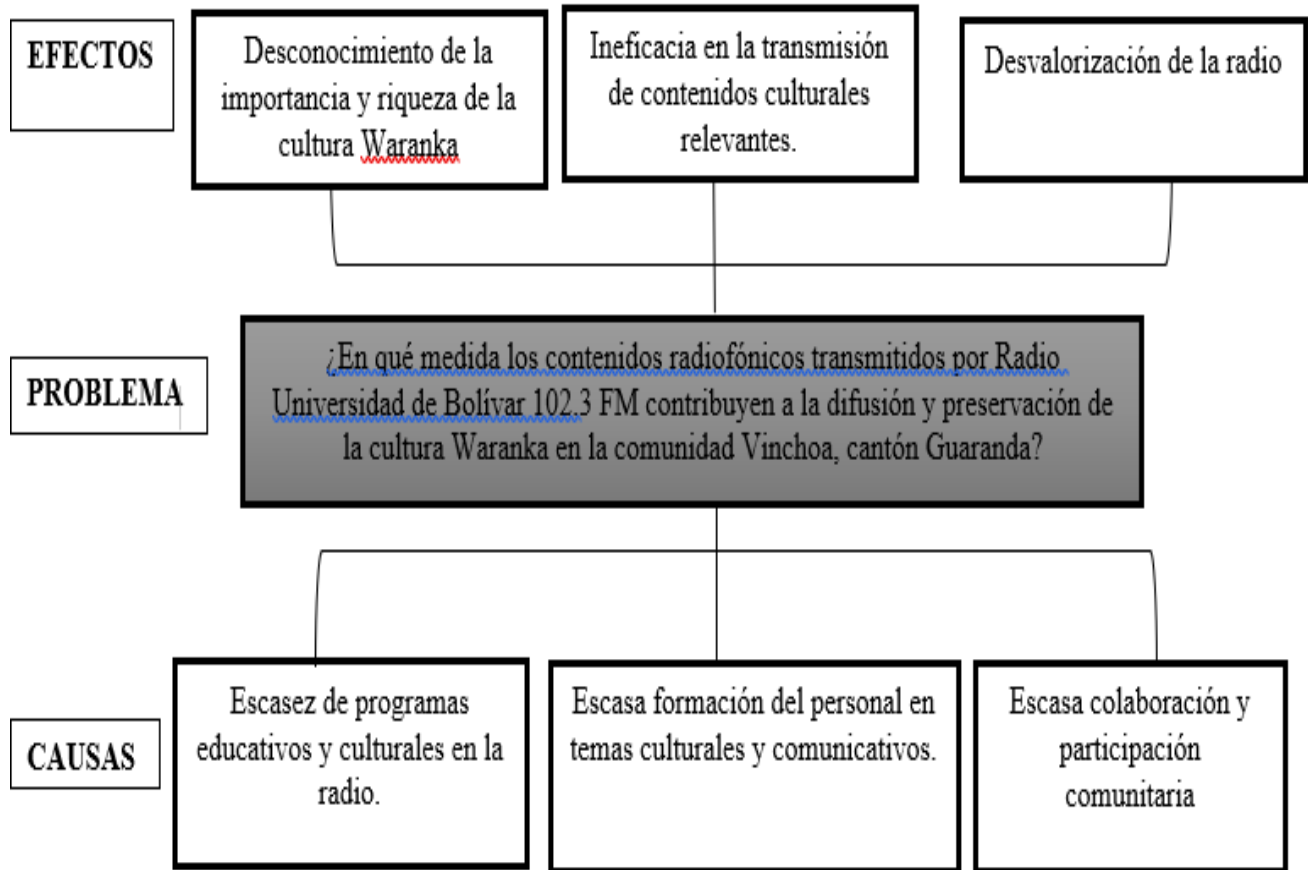 EFECTOS
Desconocimiento de la
importancia y riqueza de la
cultura Waranka
Ineficacia en la transmisión
de contenidos culturales
relevantes.
Desvalorización de la radio
PROBLEMA
¿En qué medida los contenidos radiofónicos transmitidos por Radio
Universidad de Bolívar 102.3 FM contribuyen a la difusión y preservación de
la cultura Waranka en la comunidad Vinchoa, cantón Guaranda?
CAUSAS
Escasez de programas
educativos y culturales en la
radio.
Escasa formación del personal en
temas culturales y comunicativos.
Escasa colaboración y
participación
comunitaria